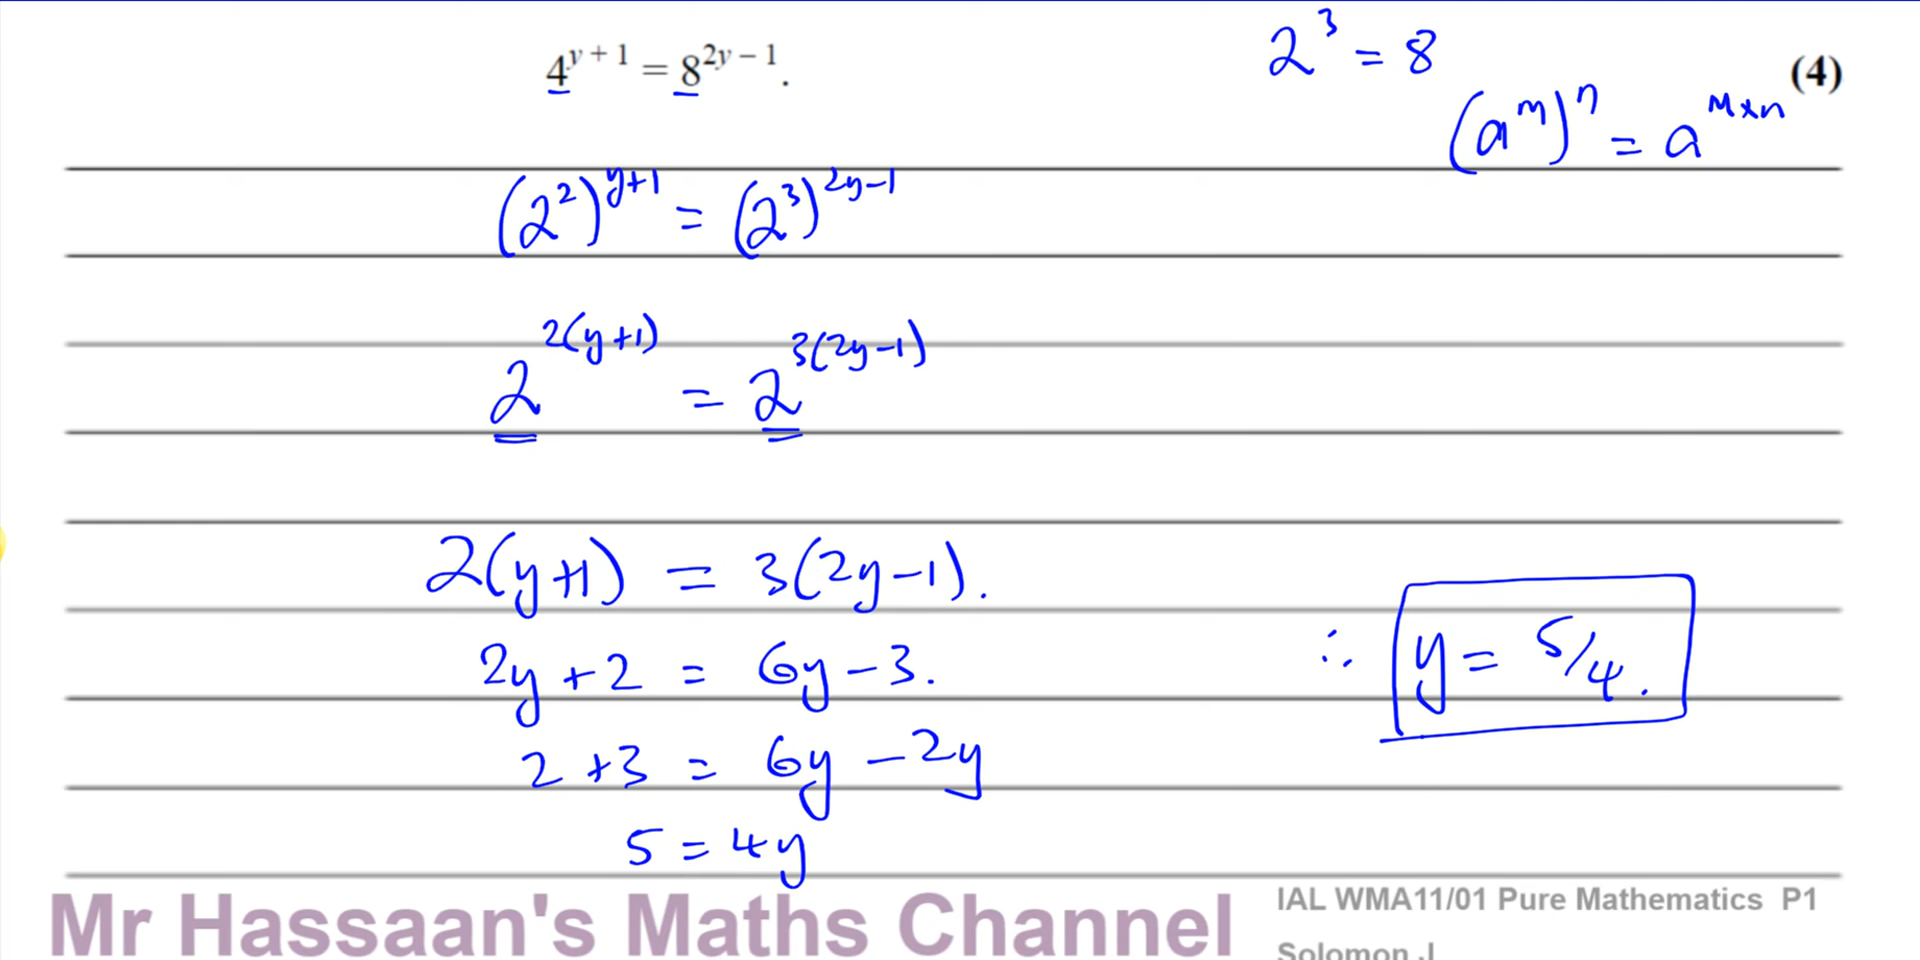 4^{y + 1} = 8^{2y – 1}.
2^3 = 8
(4)
(a^m)^n = a^{m×n}
(2^2)^{y+1} = (2^3)^{2y-1}
2^{2(y+1)} = 2^{3(2y-1)}
2(y+1) = 3(2y-1).
2y+2 = 6y-3.
2+3 = 6y-2y
5 = 4y
∴ y = 5/4.
Mr Hassaan's Maths Channel
IAL WMA11/01 Pure Mathematics P1
Solomon J